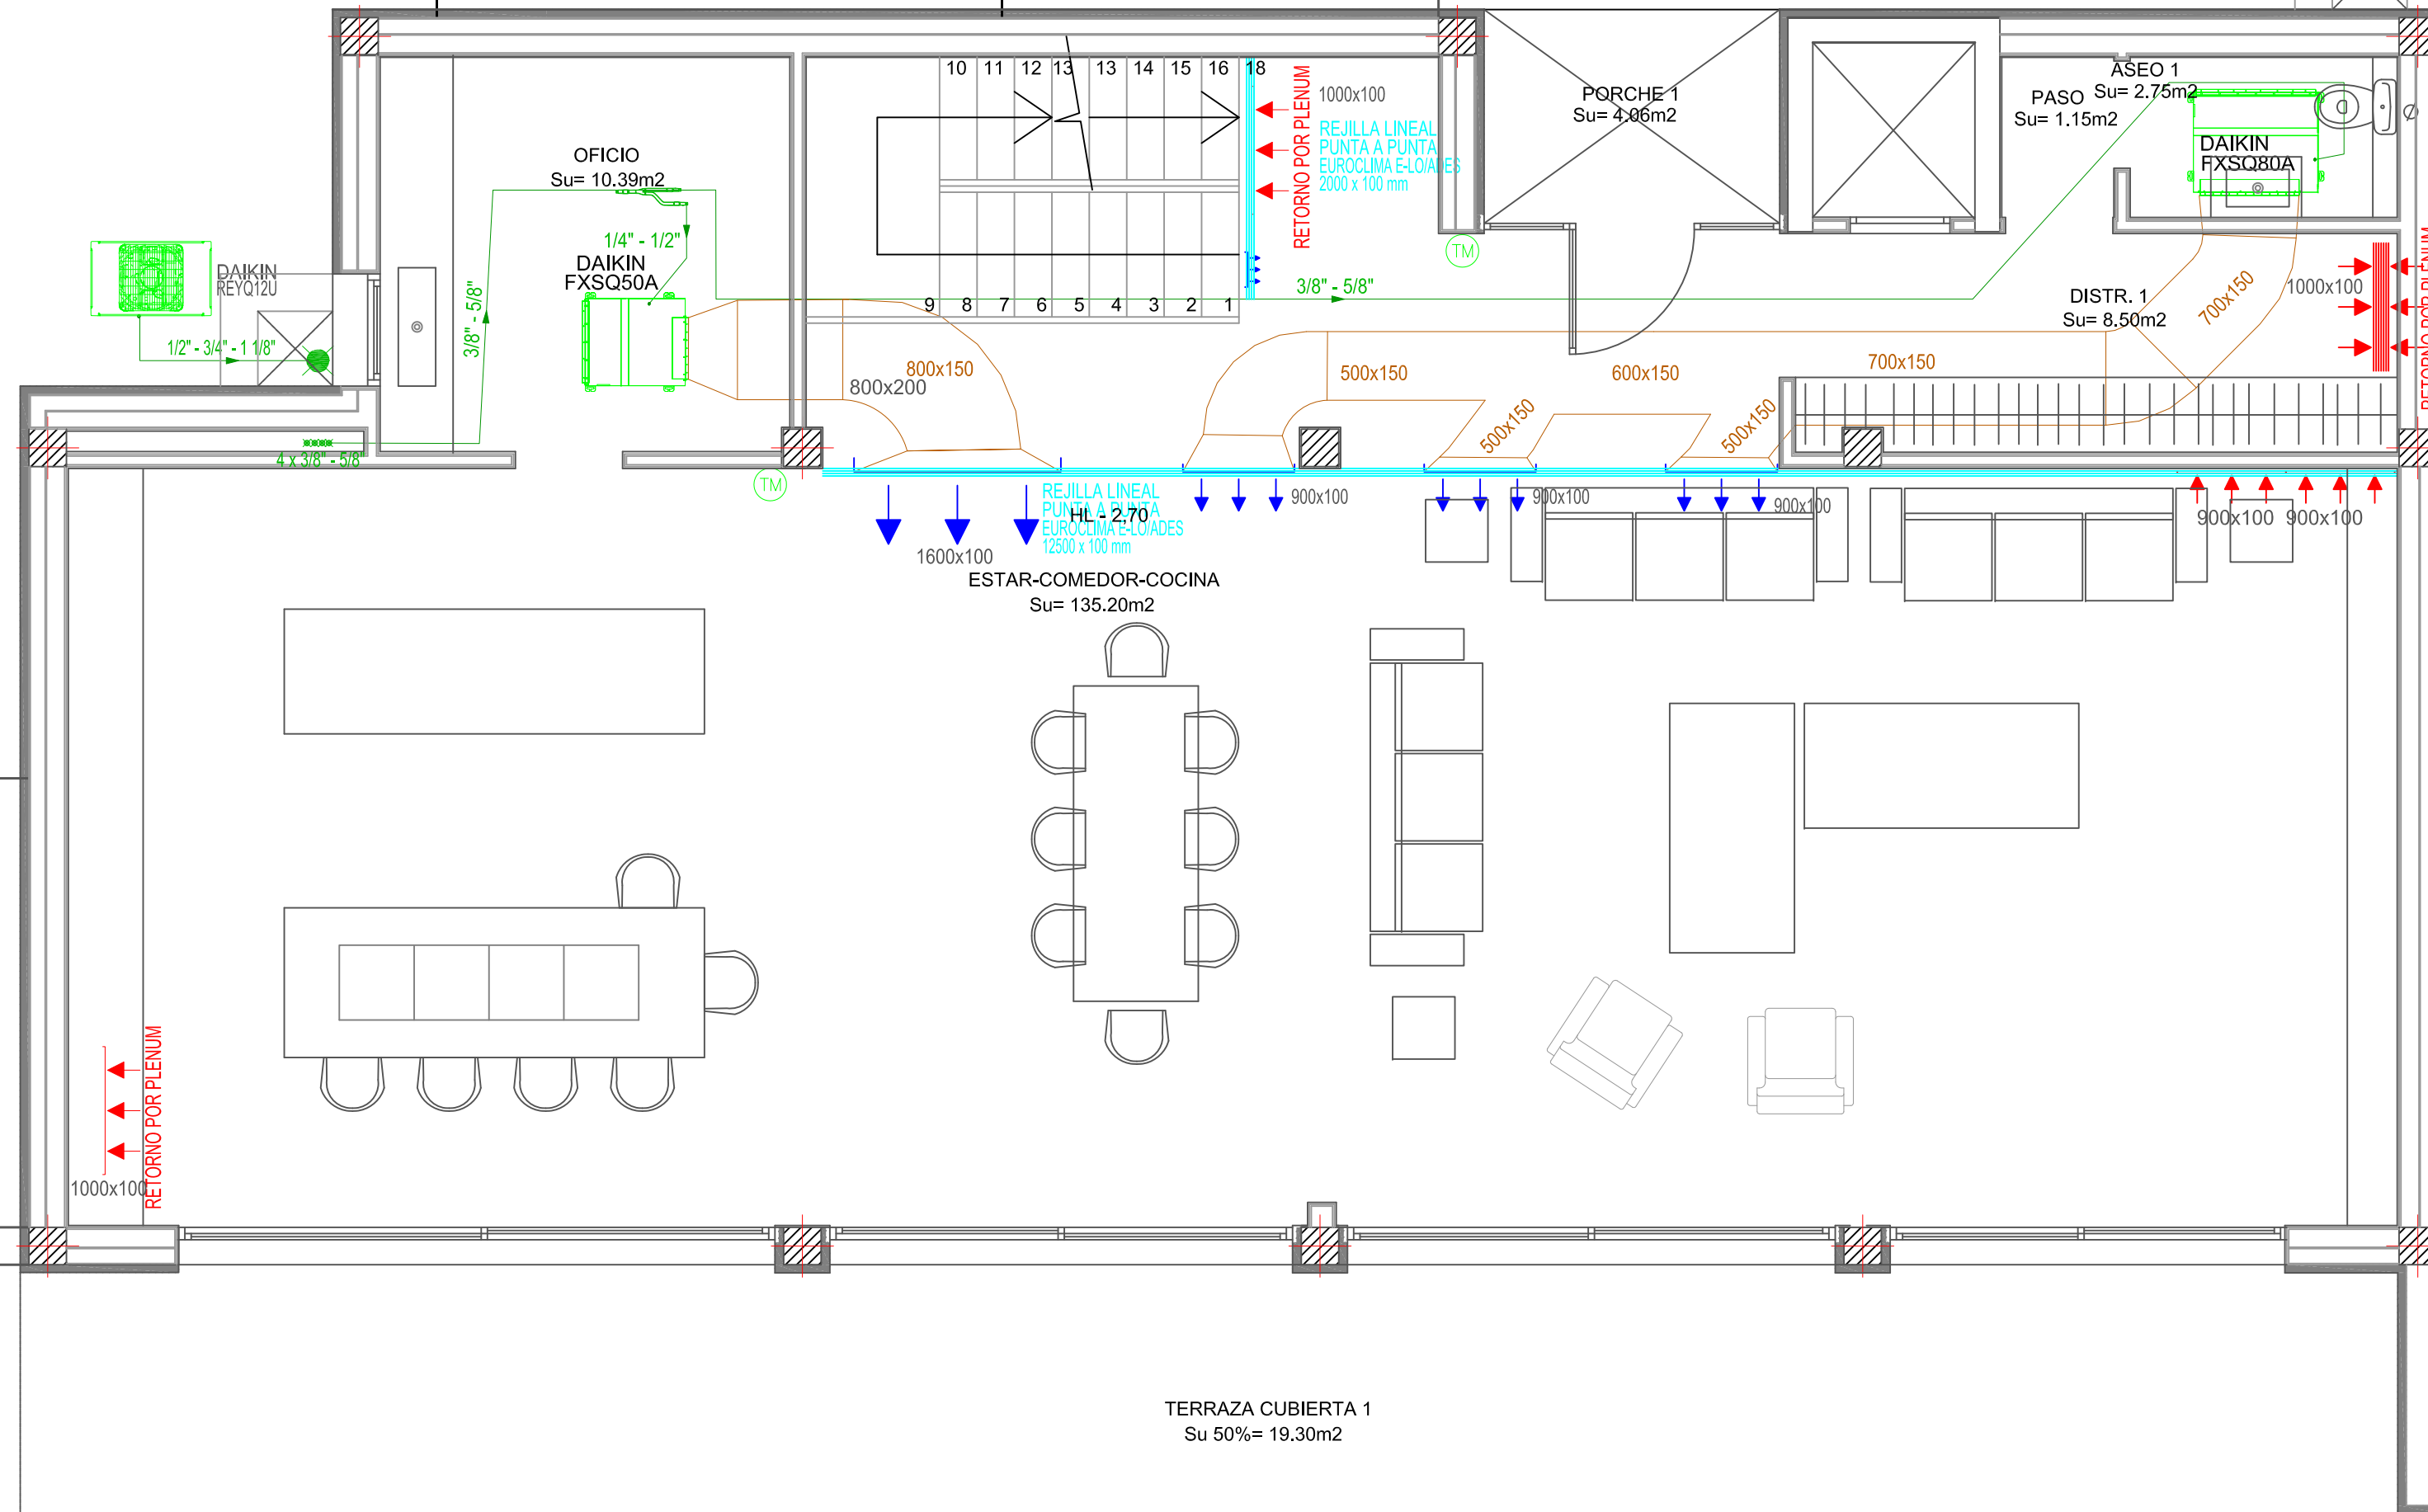 10 11 12 13 13 14 15 16 18
RETORNO POR PLENUM
1000x100
REJILLA LINEAL
PUNTA A PUNTA
EUROCLIMA E-LO/ADES
2000 x 100 mm
PORCHE 1
Su= 4.06m2
ASEO 1
Su= 2.75m2
PASO
Su= 1.15m2
DAIKIN
FXSQ80A
OFICIO
Su= 10.39m2
1/4" - 1/2"
DAIKIN
FXSQ50A
DAIKIN
REYQ12U
1/2" - 3/4" - 1 1/8"
3/8" - 5/8"
TM
3/8" - 5/8"
9 8 7 6 5 4 3 2 1
DISTR. 1
Su= 8.50m2
700x150
1000x100
RETORNO POR PLENUM
800x150
800x200
500x150
600x150
700x150
500x150
500x150
4 x 3/8" - 5/8"
TM
REJILLA LINEAL
PUNTA A PUNTA
EUROCLIMA E-LO/ADES
12500 x 100 mm
HL - 2,70
1600x100
900x100
900x100
900x100
900x100 900x100
ESTAR-COMEDOR-COCINA
Su= 135.20m2
RETORNO POR PLENUM
1000x100
TERRAZA CUBIERTA 1
Su 50%= 19.30m2